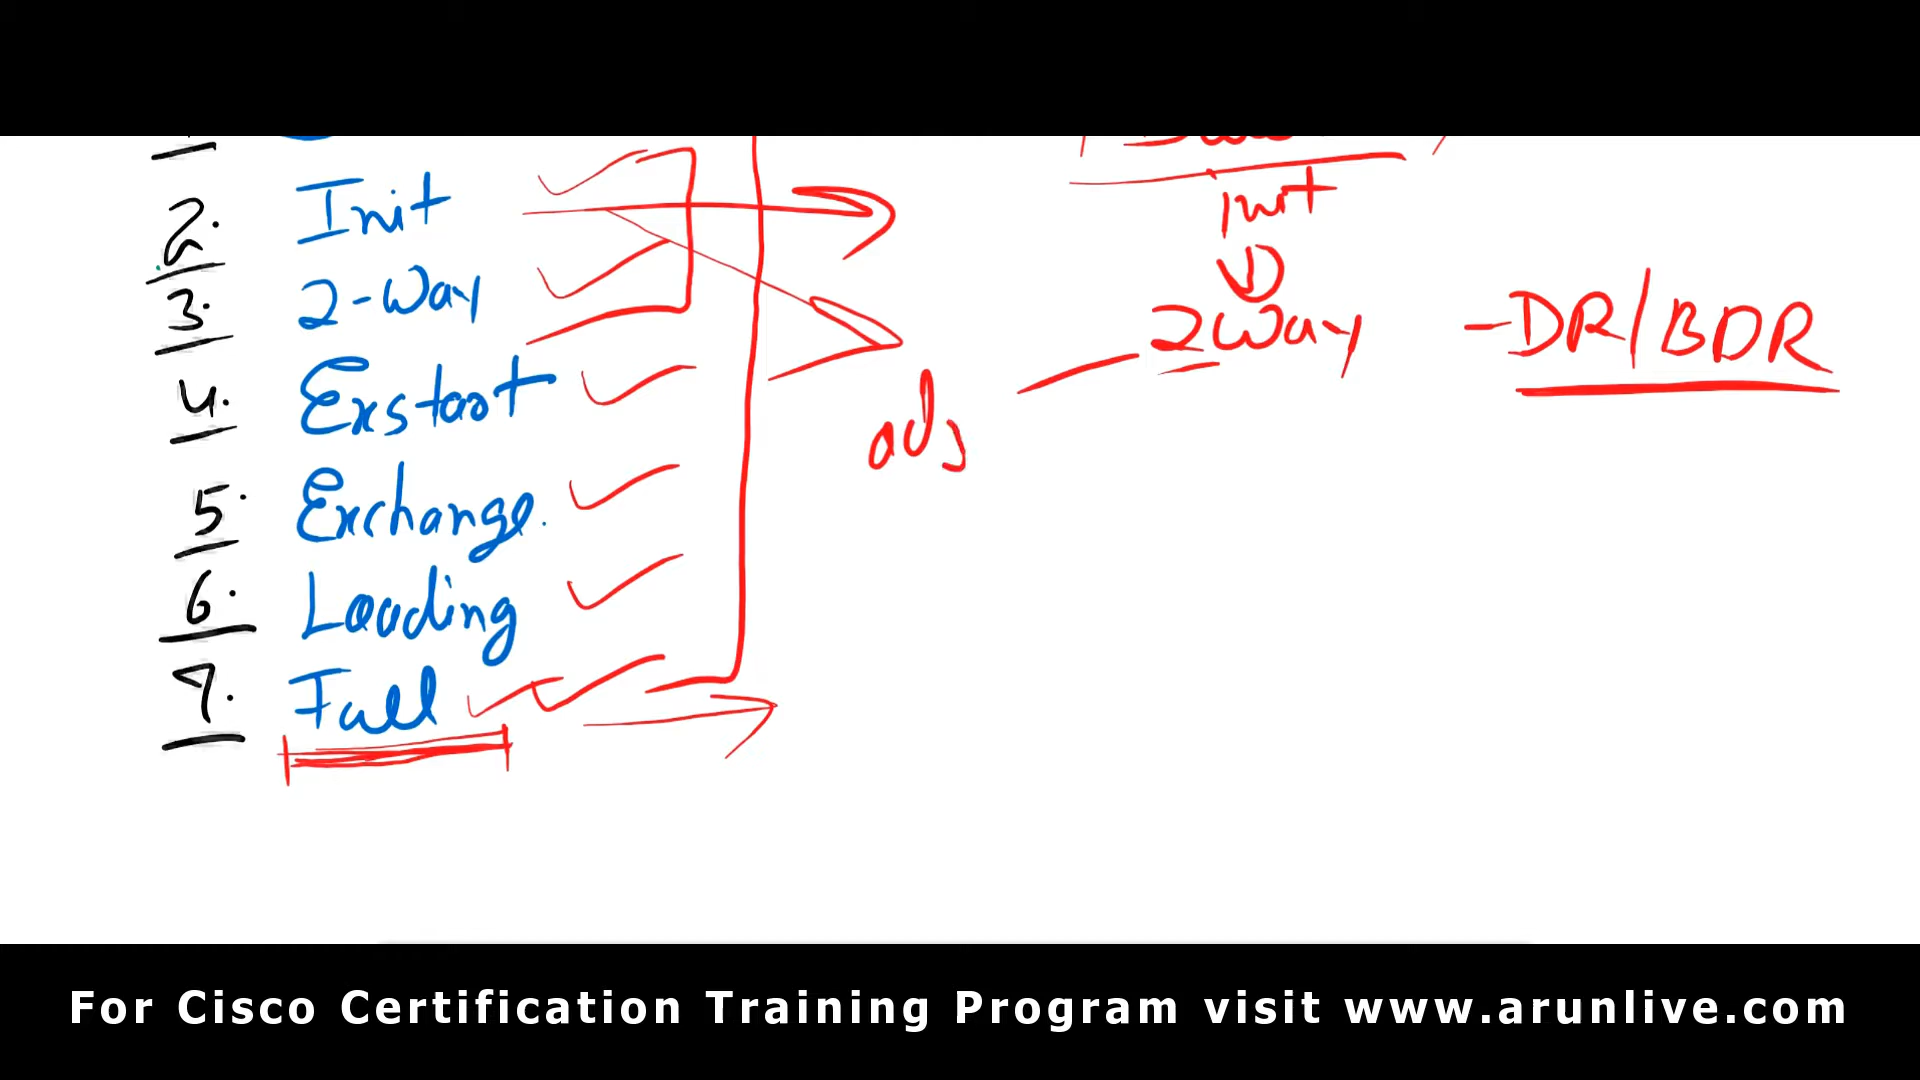 2. Init
3. 2-Way
4. Exstart
5. Exchange.
6. Loading
7. Full
init
2way - DR/BDR
adj
For Cisco Certification Training Program visit www.arunlive.com